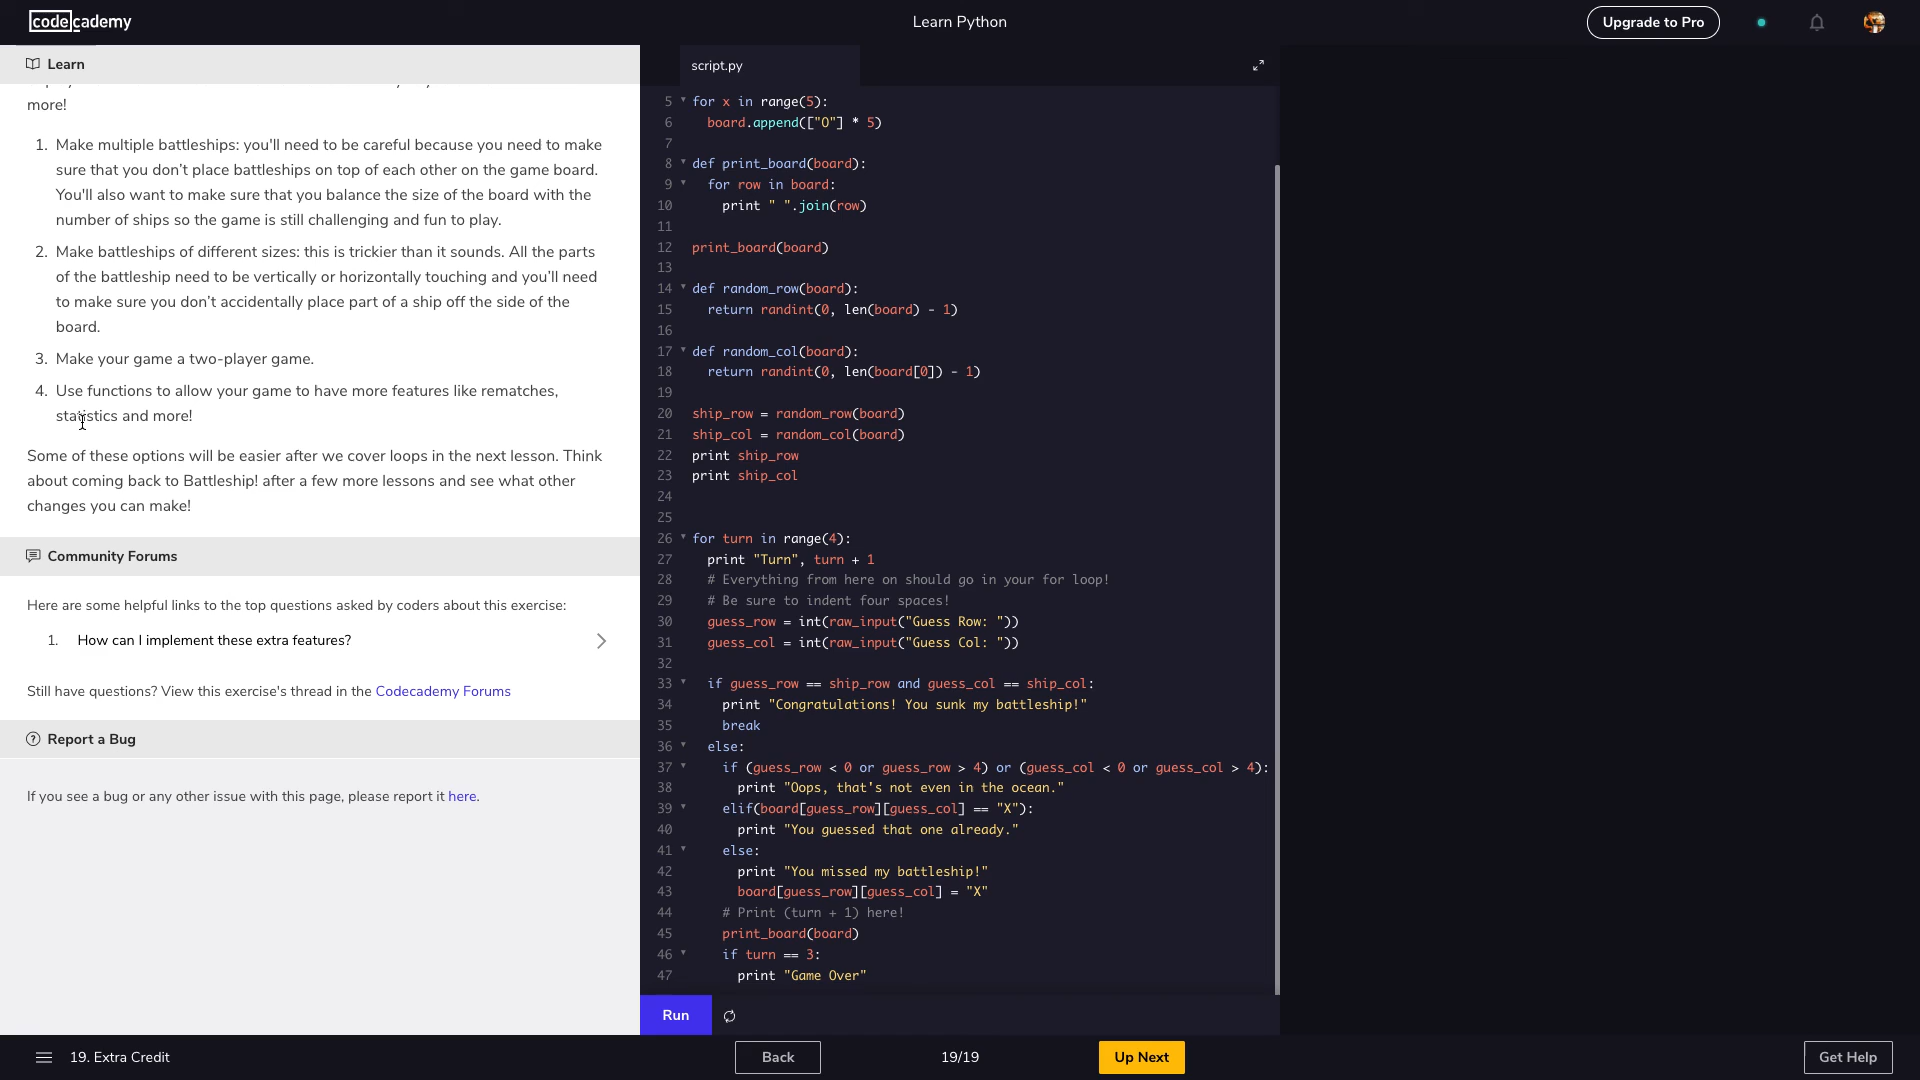 codecademy
Learn Python
Upgrade to Pro
Learn
more!
1. Make multiple battleships: you'll need to be careful because you need to make
sure that you don't place battleships on top of each other on the game board.
You'll also want to make sure that you balance the size of the board with the
number of ships so the game is still challenging and fun to play.
2. Make battleships of different sizes: this is trickier than it sounds. All the parts
of the battleship need to be vertically or horizontally touching and you'll need
to make sure you don't accidentally place part of a ship off the side of the
board.
3. Make your game a two-player game.
4. Use functions to allow your game to have more features like rematches,
statistics and more!
Some of these options will be easier after we cover loops in the next lesson. Think
about coming back to Battleship! after a few more lessons and see what other
changes you can make!
Community Forums
Here are some helpful links to the top questions asked by coders about this exercise:
1. How can I implement these extra features?
Still have questions? View this exercise's thread in the Codecademy Forums
Report a Bug
If you see a bug or any other issue with this page, please report it here.
script.py
5 for x in range(5):
6   board.append(["O"] * 5)
7
8 def print_board(board):
9   for row in board:
10     print " ".join(row)
11
12 print_board(board)
13
14 def random_row(board):
15   return randint(0, len(board) - 1)
16
17 def random_col(board):
18   return randint(0, len(board[0]) - 1)
19
20 ship_row = random_row(board)
21 ship_col = random_col(board)
22 print ship_row
23 print ship_col
24
25
26 for turn in range(4):
27   print "Turn", turn + 1
28   # Everything from here on should go in your for loop!
29   # Be sure to indent four spaces!
30   guess_row = int(raw_input("Guess Row: "))
31   guess_col = int(raw_input("Guess Col: "))
32
33   if guess_row == ship_row and guess_col == ship_col:
34     print "Congratulations! You sunk my battleship!"
35     break
36   else:
37     if (guess_row < 0 or guess_row > 4) or (guess_col < 0 or guess_col > 4):
38       print "Oops, that's not even in the ocean."
39     elif(board[guess_row][guess_col] == "X"):
40       print "You guessed that one already."
41     else:
42       print "You missed my battleship!"
43       board[guess_row][guess_col] = "X"
44     # Print (turn + 1) here!
45     print_board(board)
46     if turn == 3:
47       print "Game Over"
Run
19. Extra Credit
Back
19/19
Up Next
Get Help